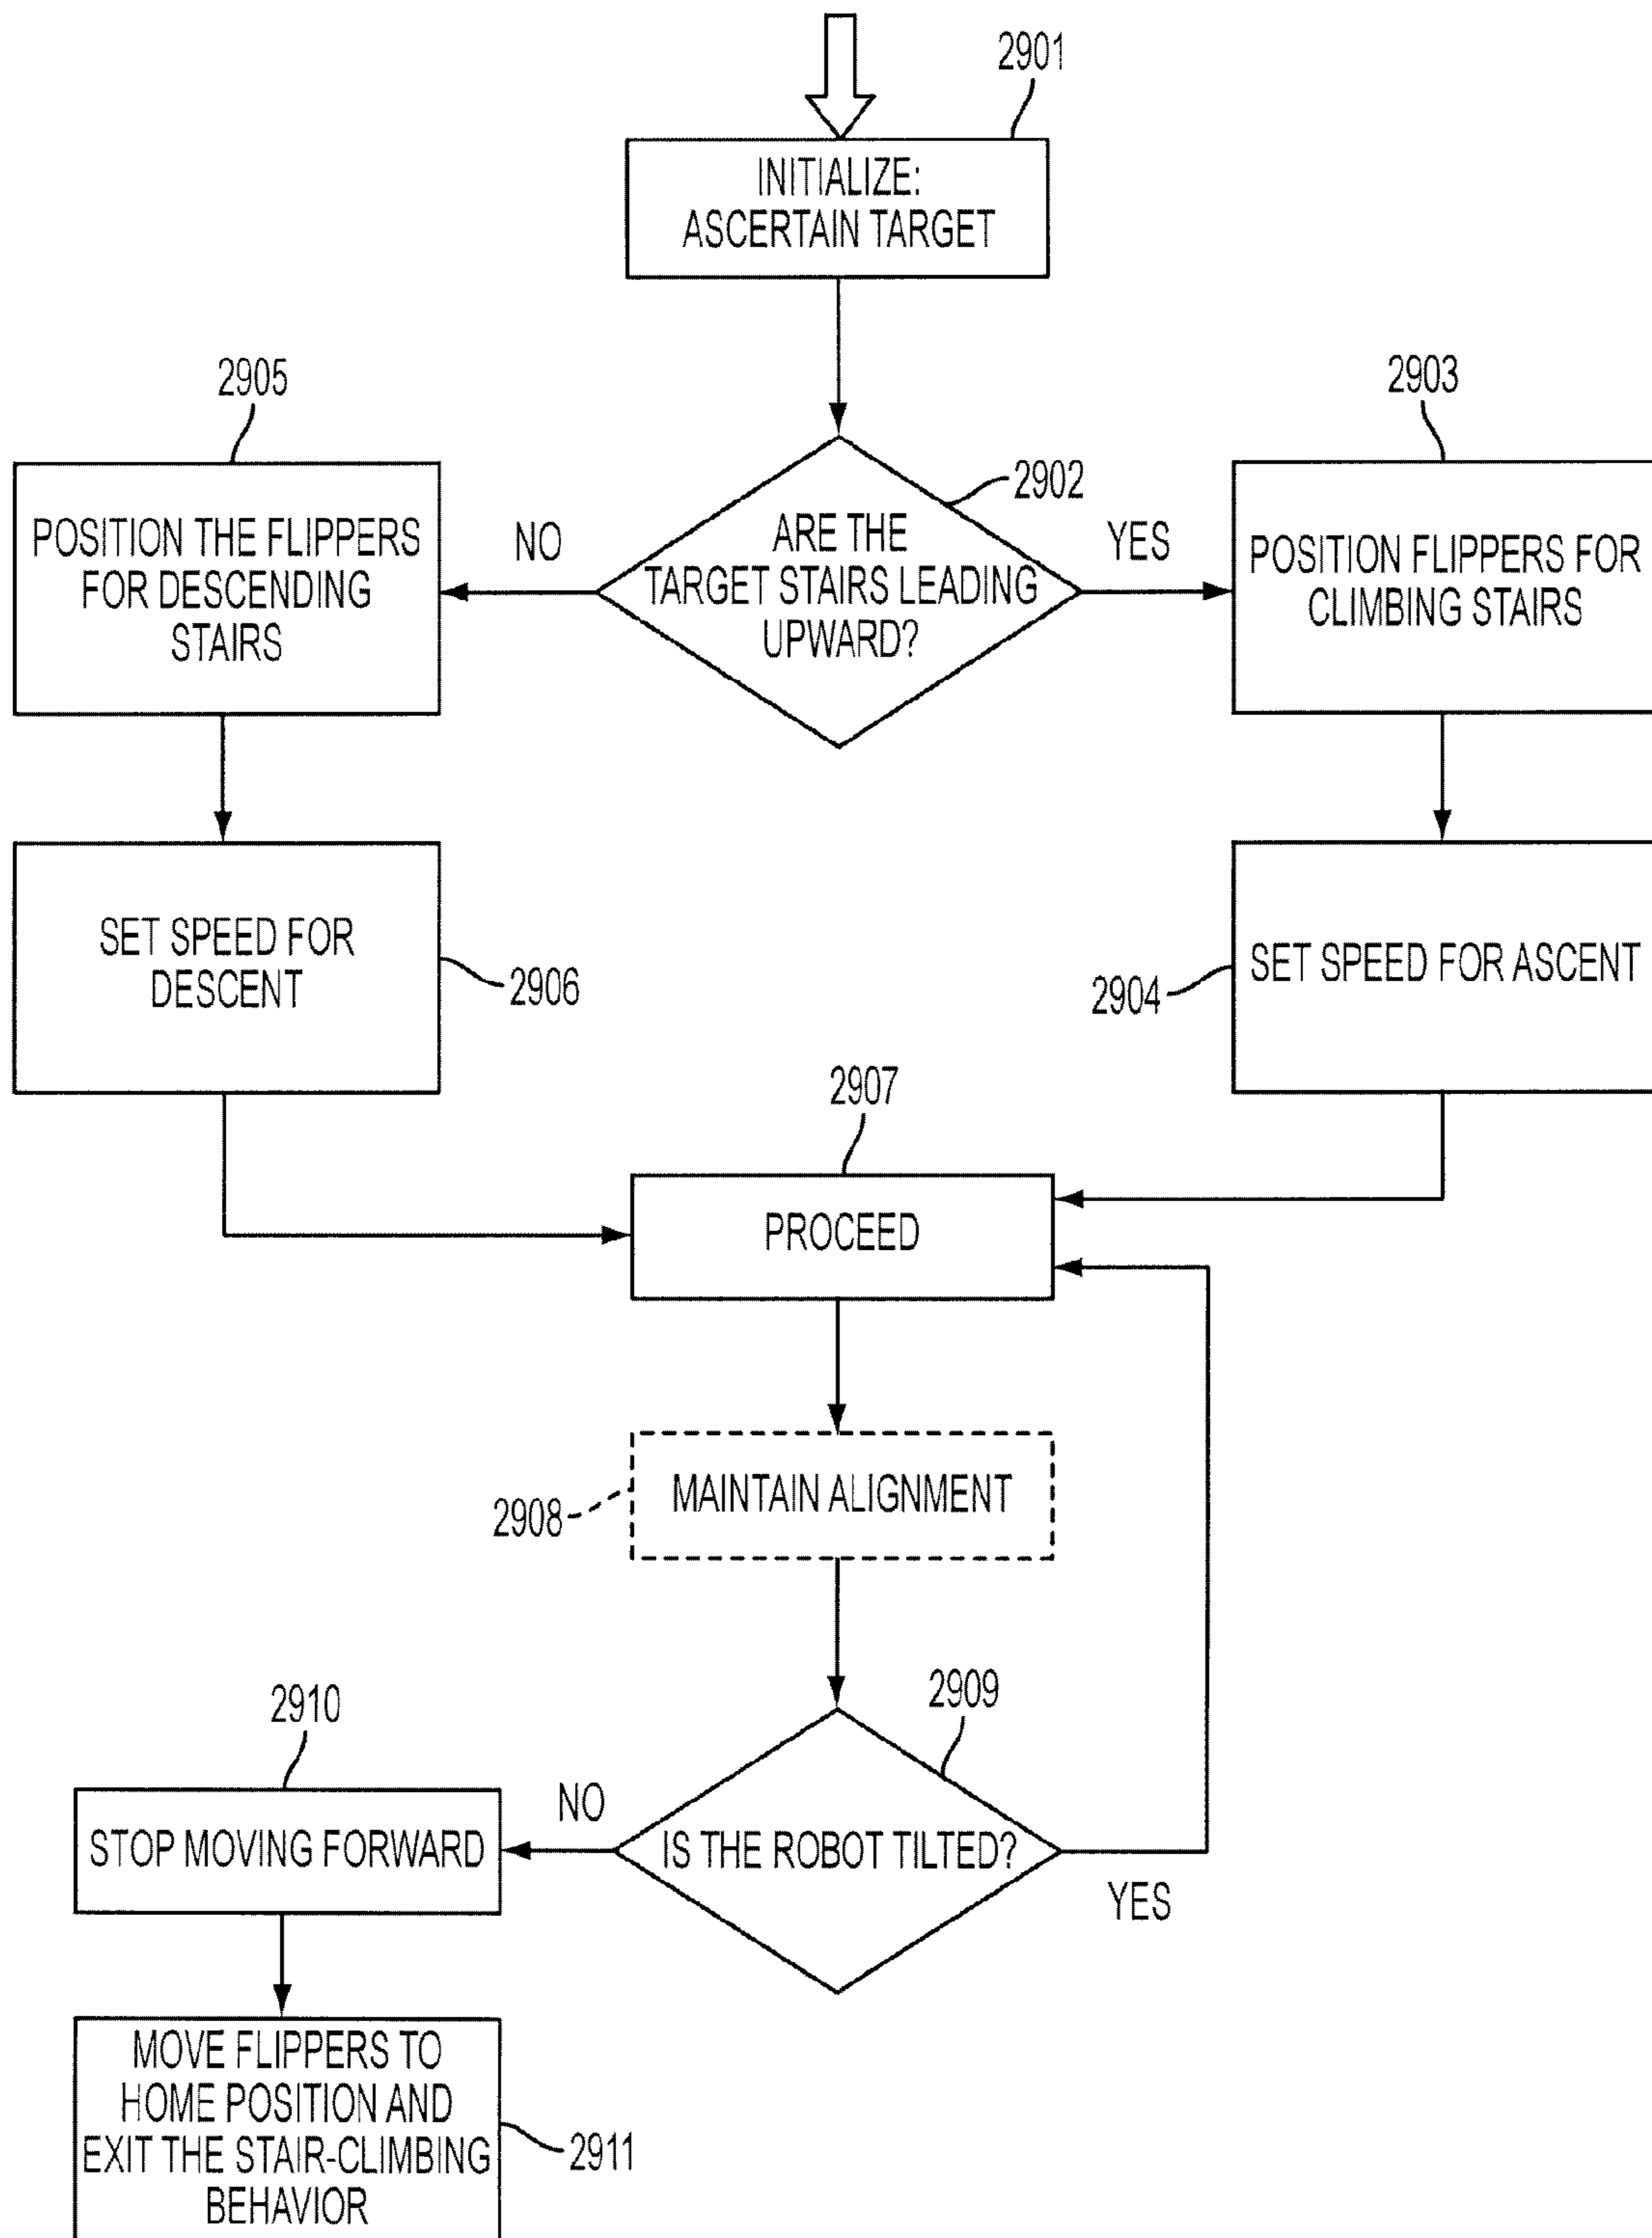 2901
INITIALIZE:
ASCERTAIN TARGET
2905
2903
2902
POSITION THE FLIPPERS
FOR DESCENDING
STAIRS
NO
ARE THE
TARGET STAIRS LEADING
UPWARD?
YES
POSITION FLIPPERS FOR
CLIMBING STAIRS
SET SPEED FOR
DESCENT
2906
SET SPEED FOR ASCENT
2904
2907
PROCEED
MAINTAIN ALIGNMENT
2908
2909
2910
NO
STOP MOVING FORWARD
IS THE ROBOT TILTED?
YES
MOVE FLIPPERS TO
HOME POSITION AND
EXIT THE STAIR-CLIMBING
BEHAVIOR
2911